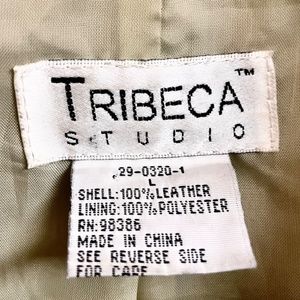 TRIBECA™
STUDIO
29-0320-1
L
SHELL:100%LEATHER
LINING:100%POLYESTER
RN:98386
MADE IN CHINA
SEE REVERSE SIDE
FOR CARE